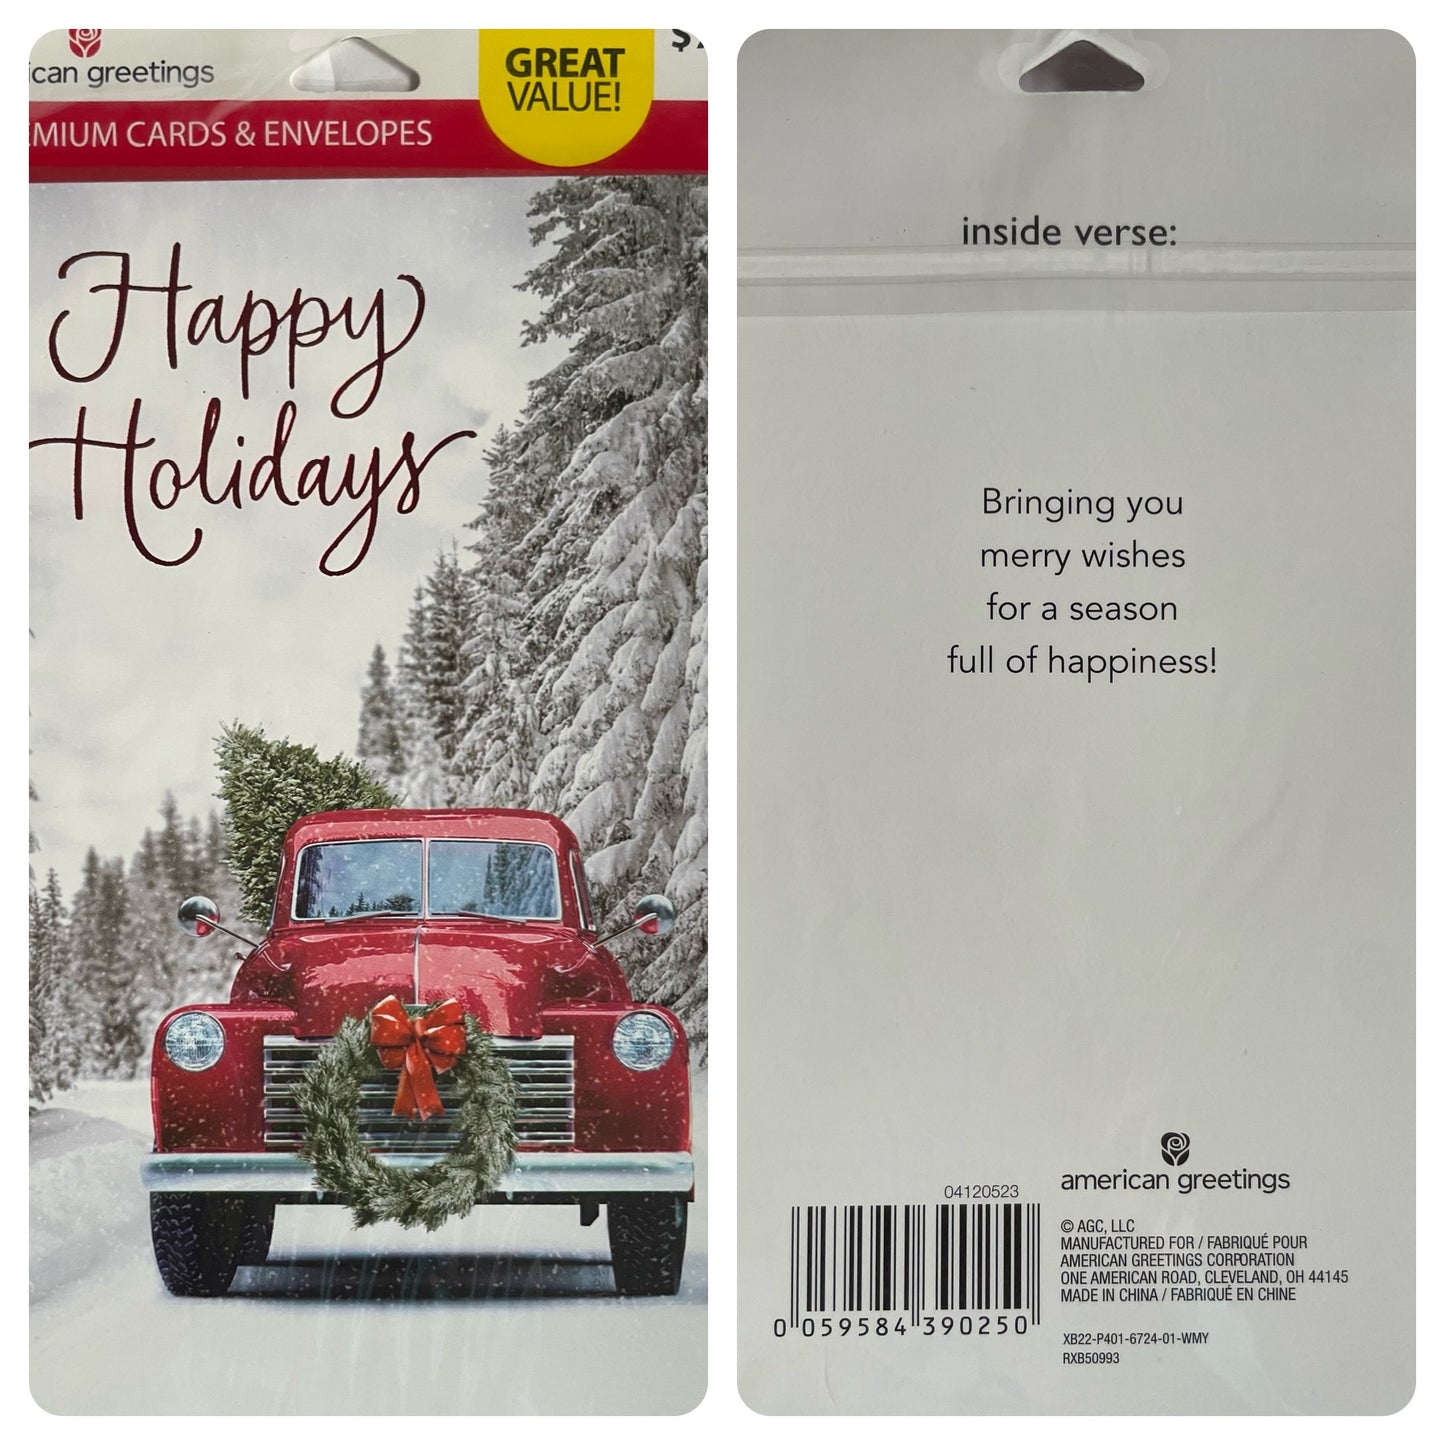 ican greetings
GREAT
VALUE!
$
EMIUM CARDS & ENVELOPES
Happy
Holidays
inside verse:
Bringing you
merry wishes
for a season
full of happiness!
american greetings
04120523
0 059584 390250
© AGC, LLC
MANUFACTURED FOR / FABRIQUÉ POUR
AMERICAN GREETINGS CORPORATION
ONE AMERICAN ROAD, CLEVELAND, OH 44145
MADE IN CHINA / FABRIQUÉ EN CHINE
XB22-P401-6724-01-WMY
RXB50993